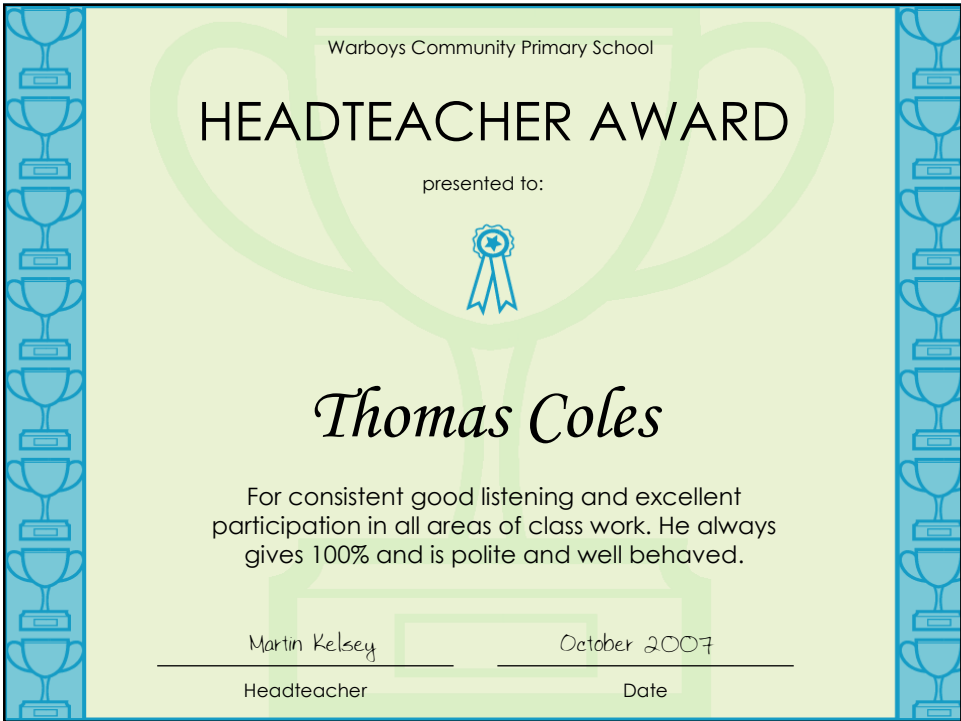 Warboys Community Primary School
HEADTEACHER AWARD
presented to:
Thomas Coles
For consistent good listening and excellent
participation in all areas of class work. He always
gives 100% and is polite and well behaved.
Martin Kelsey October 2007
Headteacher Date